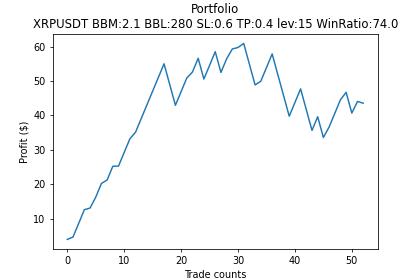 Portfolio
XRPUSDT BBM:2.1 BBL:280 SL:0.6 TP:0.4 lev:15 WinRatio:74.0
60
50
40
30
20
10
Profit ($)
0 10 20 30 40 50
Trade counts